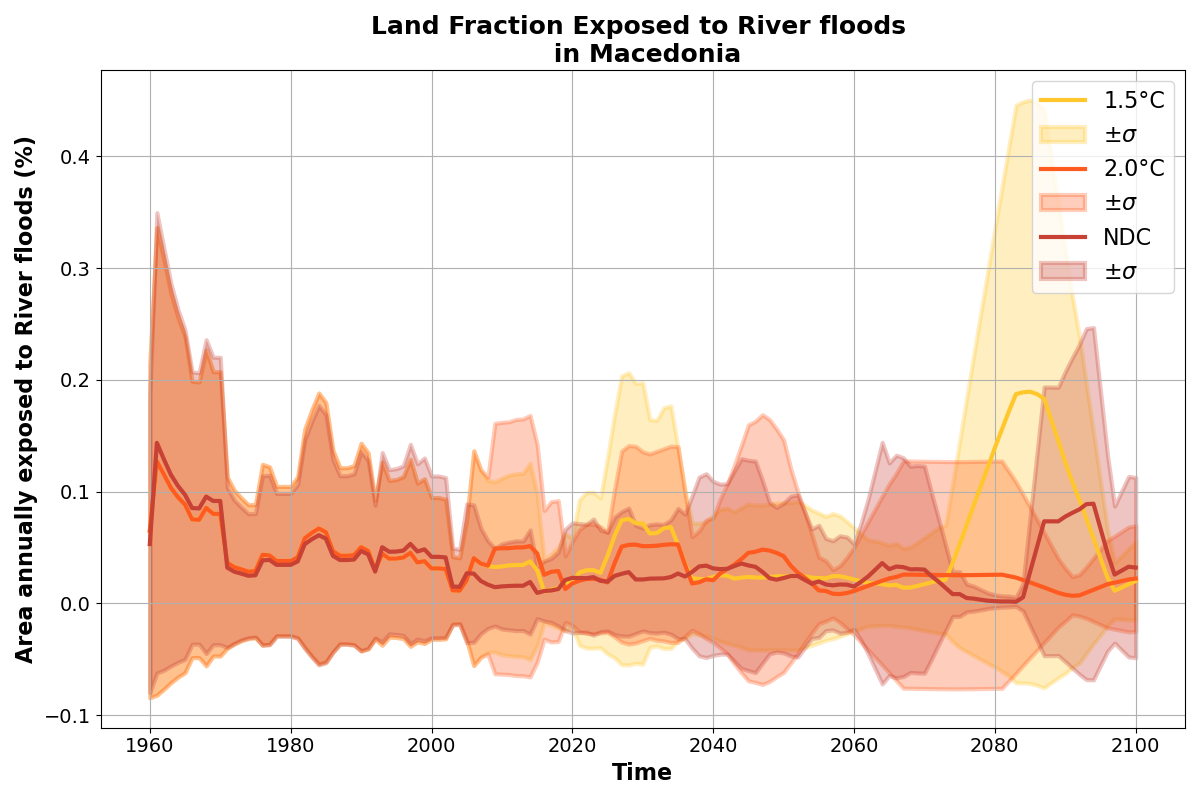 Land Fraction Exposed to River floods
in Macedonia
Area annually exposed to River floods (%)
0.4
0.3
0.2
0.1
0.0
−0.1
1960
1980
2000
2020
2040
2060
2080
2100
Time
1.5°C
±σ
2.0°C
±σ
NDC
±σ